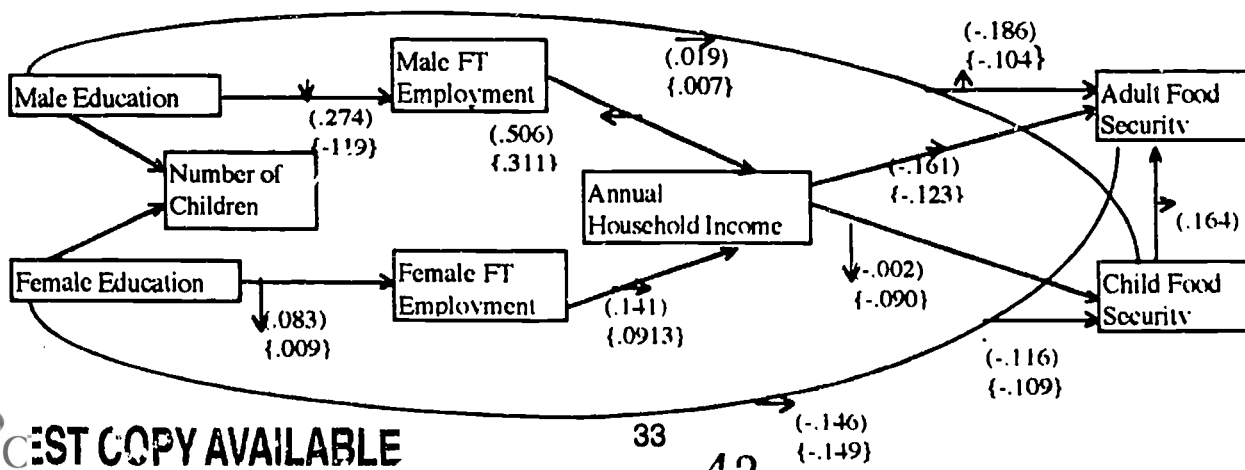 (.019)
{.007}
(-.186)
{-.104}
Male Education
Male FT
Employment
Adult Food
Security
(.274)
{-.119}
(.506)
{.311}
Number of
Children
Annual
Household Income
(-.161)
{-.123}
(.164)
Female Education
Female FT
Employment
(-.002)
{-.090}
Child Food
Security
(.083)
{.009}
(.141)
{.0913}
(-.116)
{-.109}
(-.146)
{-.149}
33
COPY AVAILABLE